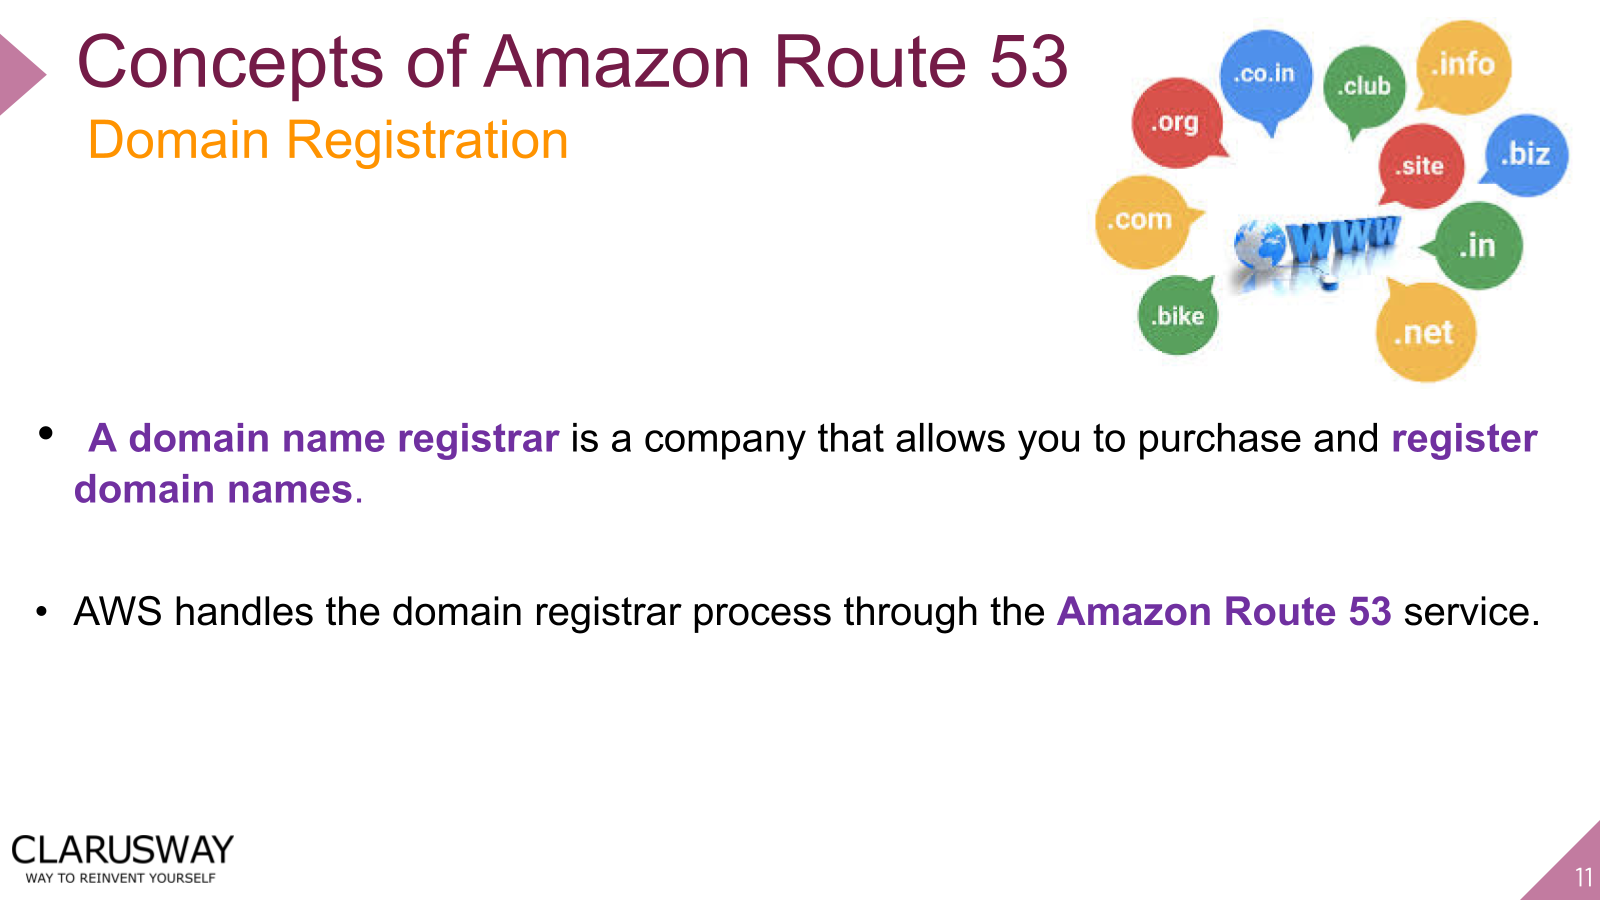 Concepts of Amazon Route 53
Domain Registration
.co.in
.club
.info
.org
.site
.biz
.com
WWW
.in
.bike
.net
• A domain name registrar is a company that allows you to purchase and register
domain names.
• AWS handles the domain registrar process through the Amazon Route 53 service.
CLARUSWAY
WAY TO REINVENT YOURSELF
11